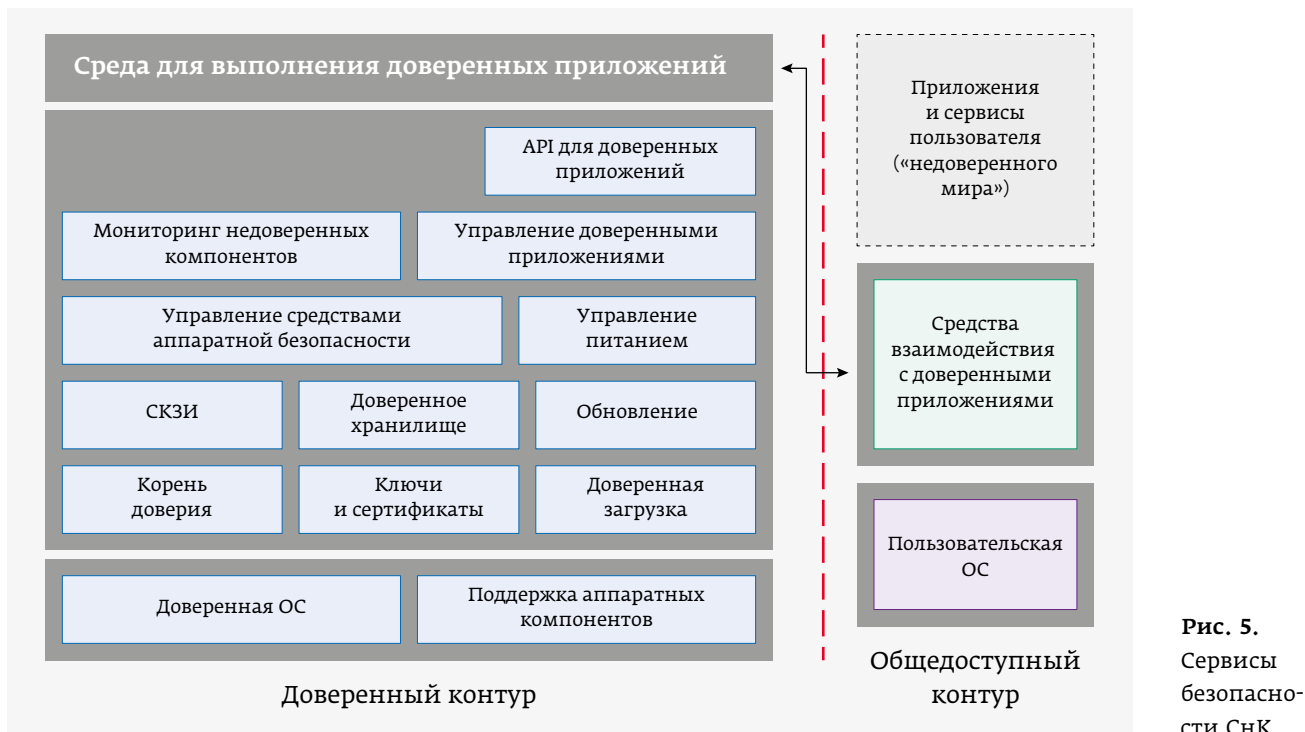 Среда для выполнения доверенных приложений
API для доверенных
приложений
Мониторинг недоверенных
компонентов
Управление доверенными
приложениями
Управление средствами
аппаратной безопасности
Управление
питанием
СКЗИ
Доверенное
хранилище
Обновление
Корень
доверия
Ключи
и сертификаты
Доверенная
загрузка
Доверенная ОС
Поддержка аппаратных
компонентов
Доверенный контур
Приложения
и сервисы
пользователя
(«недоверенного
мира»)
Средства
взаимодействия
с доверенными
приложениями
Пользовательская
ОС
Общедоступный
контур
Рис. 5.
Сервисы
безопасно-
сти СнК